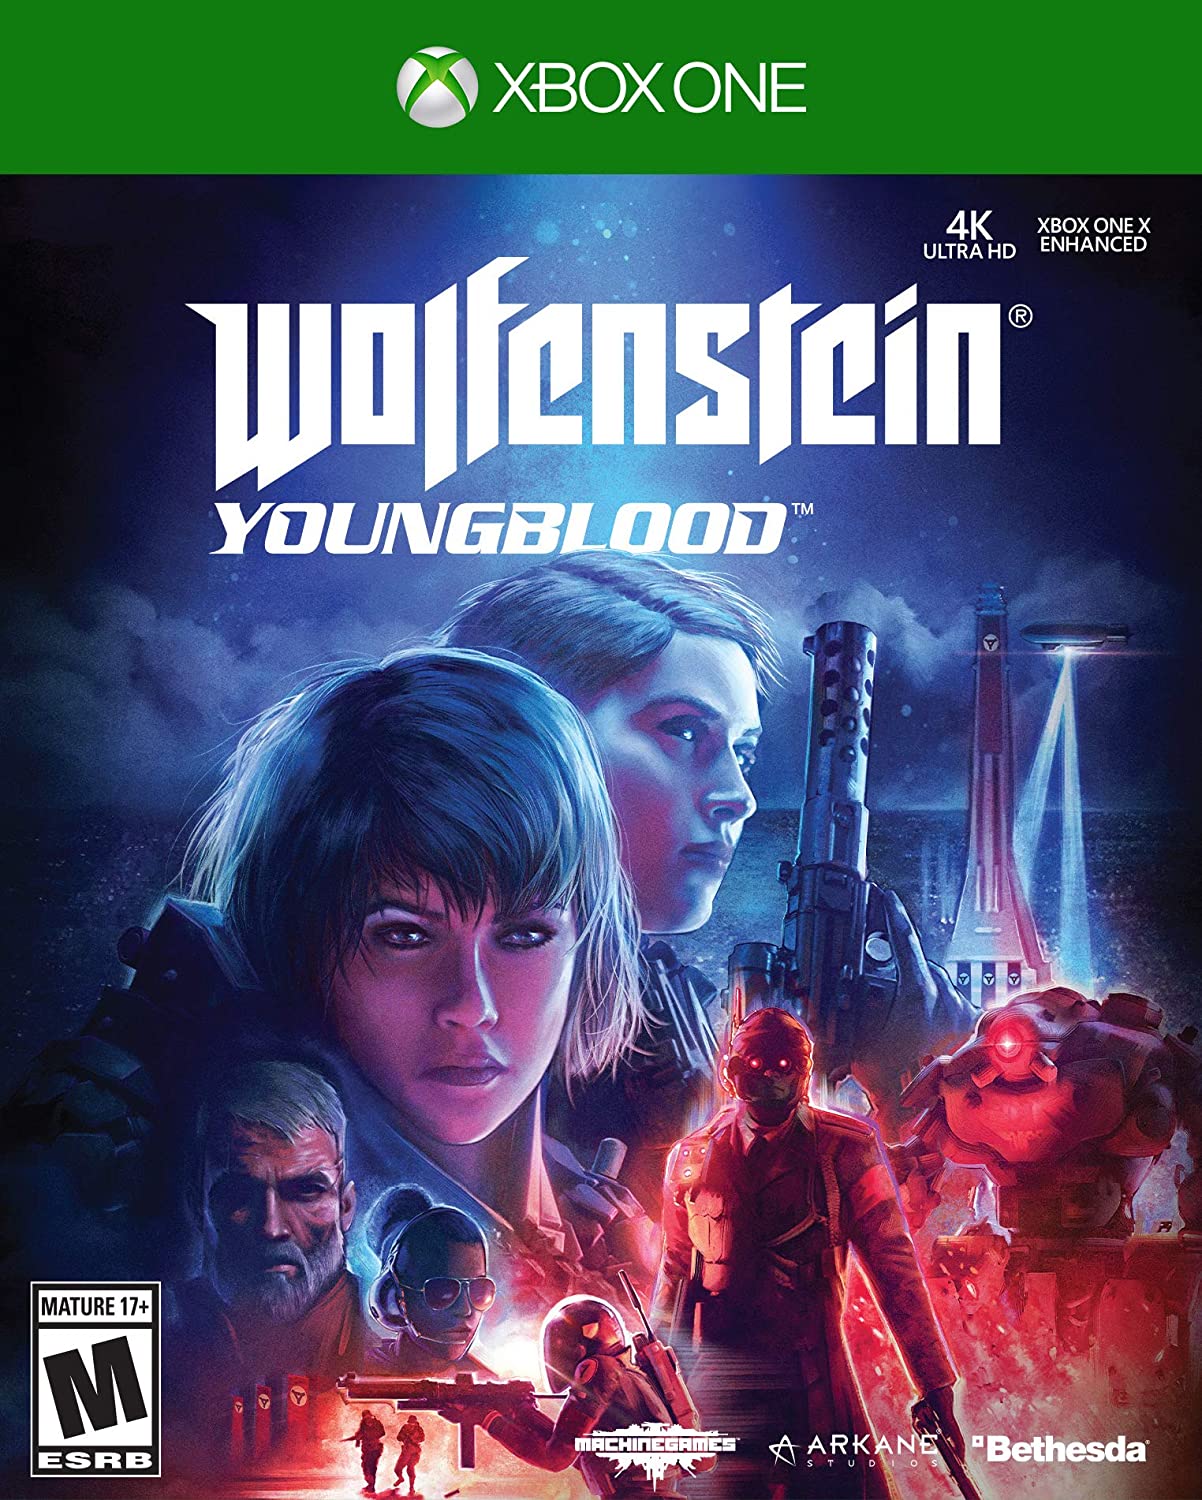 XBOX ONE
4K
ULTRA HD
XBOX ONE X
ENHANCED
Wolfenstein®
YOUNGBLOOD™
MATURE 17+
M
ESRB
MACHINEGAMES
ARKANE
STUDIOS
Bethesda